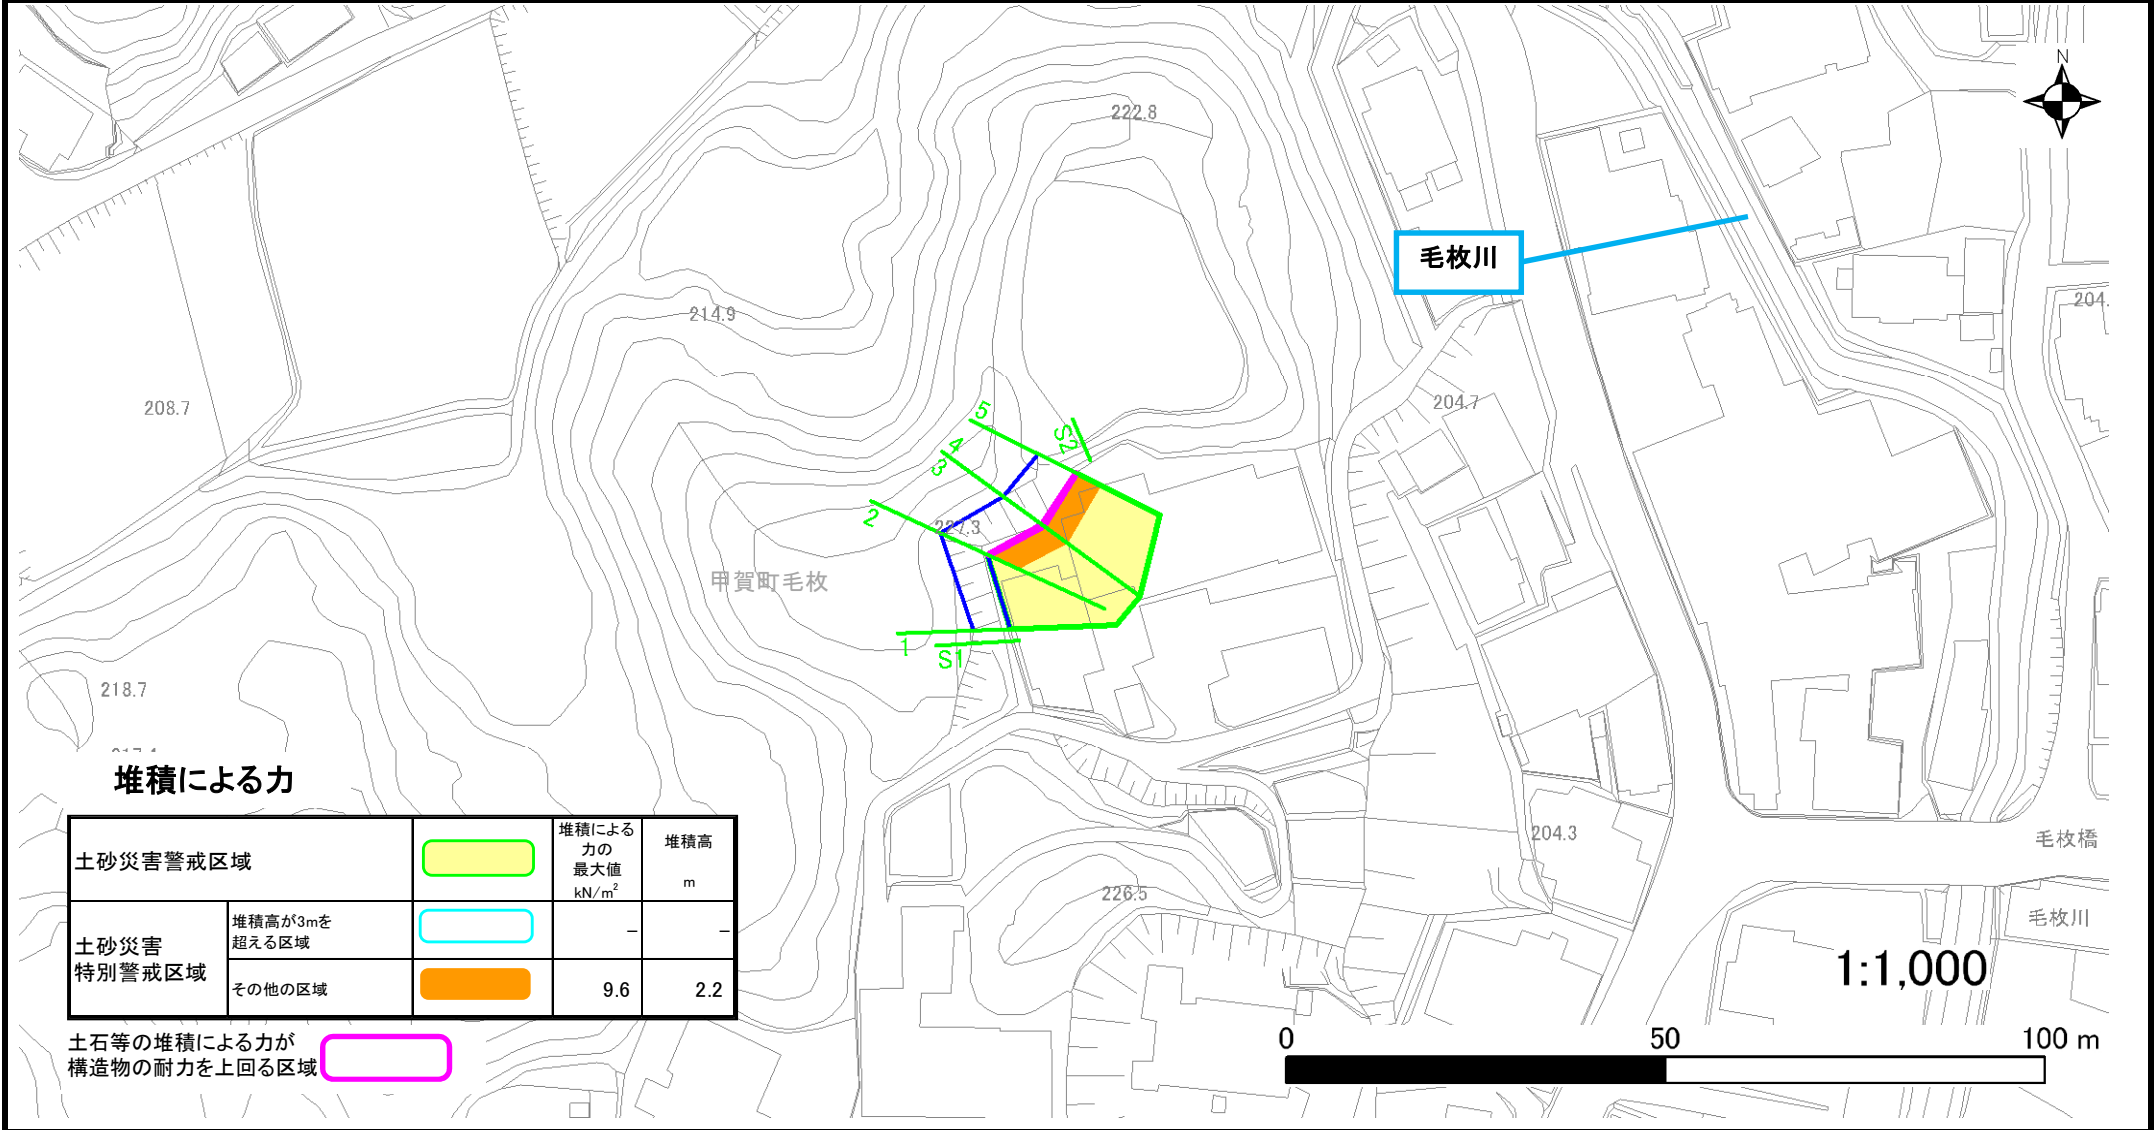 N
222.8
毛枚川
204.
214.9
208.7
204.7
5
S2
4
3
2
227.3
甲賀町毛枚
1
S1
218.7
堆積による力
土砂災害警戒区域
堆積による
力の
最大値
kN/m²
堆積高
m
土砂災害
特別警戒区域
堆積高が3mを
超える区域
－
－
その他の区域
9.6
2.2
土石等の堆積による力が
構造物の耐力を上回る区域
204.3
毛枚橋
226.5
毛枚川
1:1,000
0
50
100 m